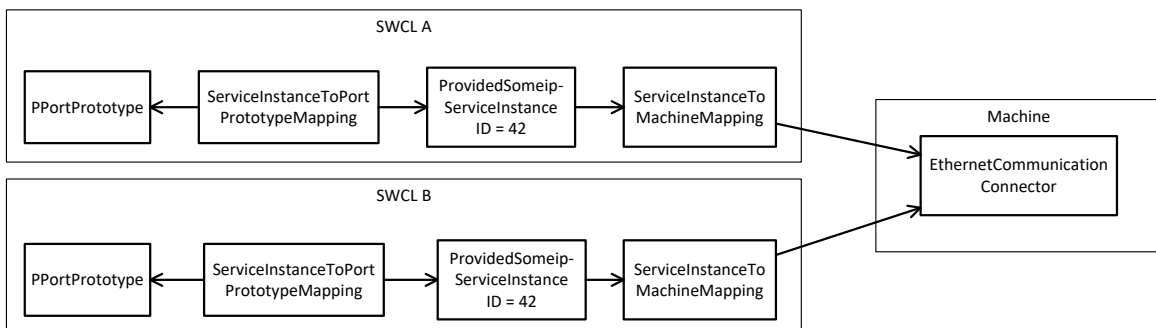 SWCL A
PPortPrototype
ServiceInstanceToPort
PrototypeMapping
ProvidedSomeip-
ServiceInstance
ID = 42
ServiceInstanceTo
MachineMapping
Machine
EthernetCommunication
Connector
SWCL B
PPortPrototype
ServiceInstanceToPort
PrototypeMapping
ProvidedSomeip-
ServiceInstance
ID = 42
ServiceInstanceTo
MachineMapping